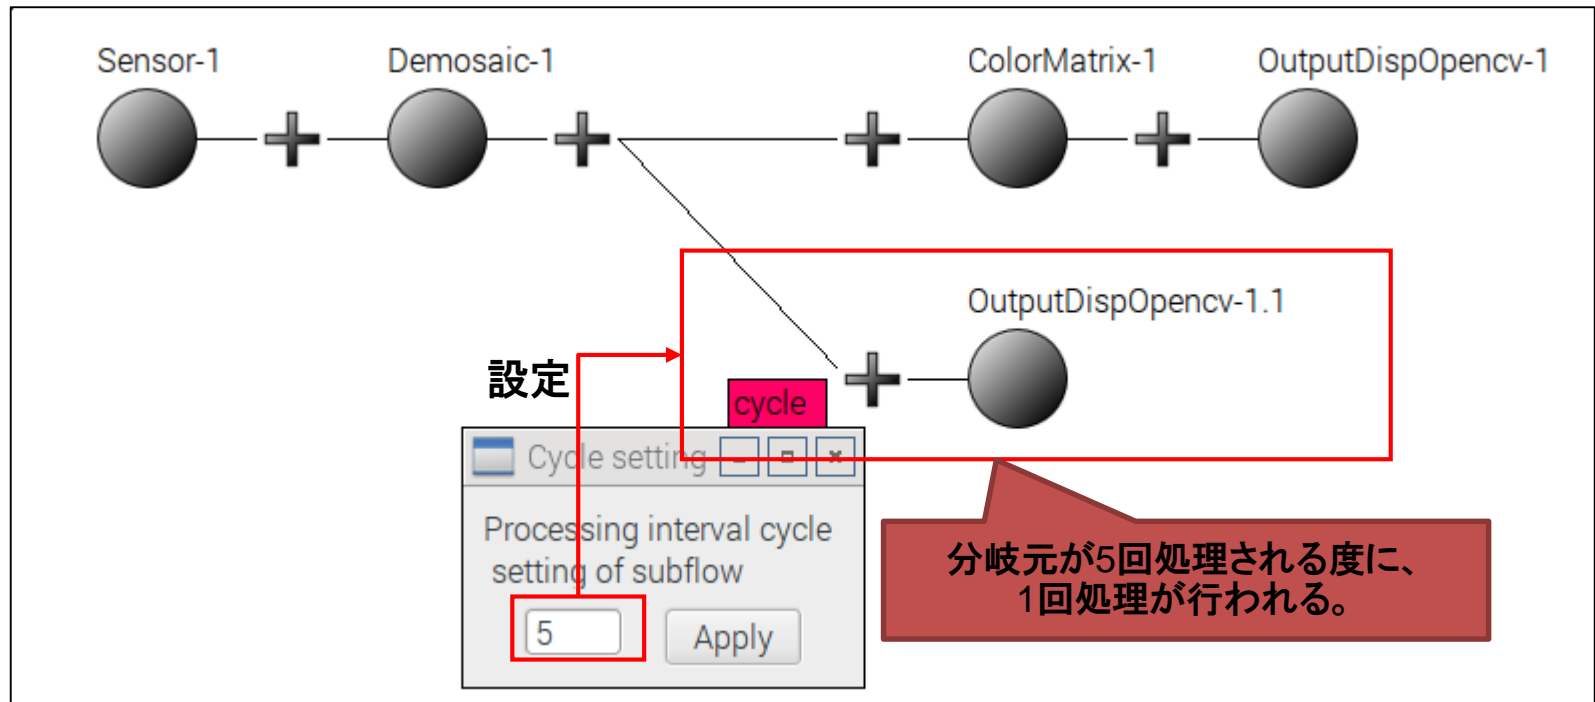 Sensor-1
Demosaic-1
ColorMatrix-1
OutputDispOpencv-1
OutputDispOpencv-1.1
設定
cycle
Cycle setting
Processing interval cycle
setting of subflow
5
Apply
分岐元が5回処理される度に、
1回処理が行われる。